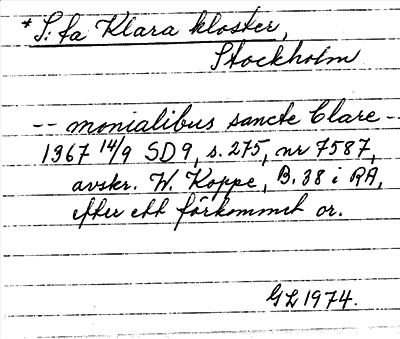 *S:ta Klara kloster,
Stockholm
-- monialibus sancte Clare --
1367 14/9 SD 9, s. 275, nr 7587,
avskr. W. Koppe, B. 38 i RA,
efter ett förkommet or.
GL 1974.